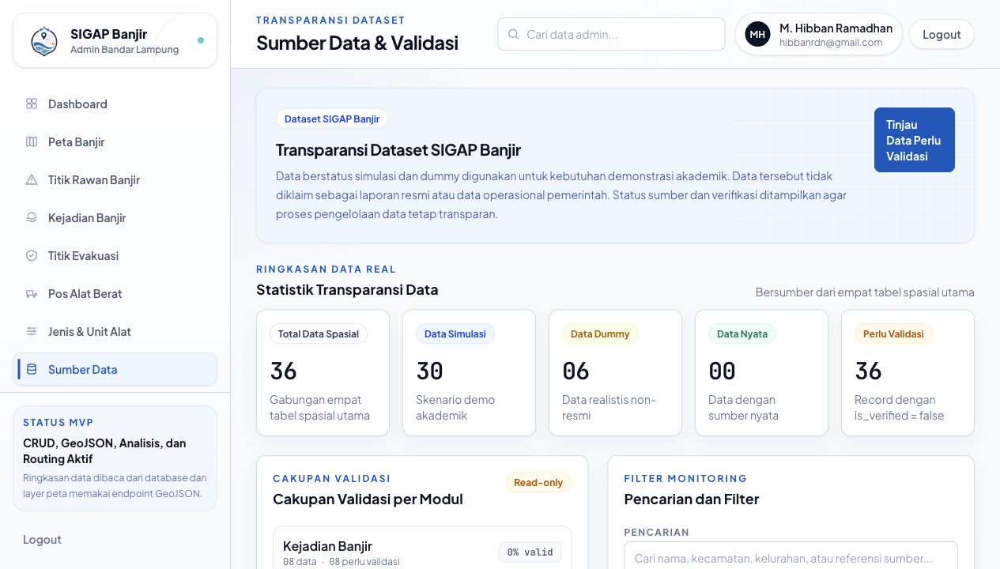 SIGAP Banjir
Admin Bandar Lampung
Dashboard
Peta Banjir
Titik Rawan Banjir
Kejadian Banjir
Titik Evakuasi
Pos Alat Berat
Jenis & Unit Alat
Sumber Data
STATUS MVP
CRUD, GeoJSON, Analisis, dan
Routing Aktif
Ringkasan data dibaca dari database dan
layer peta memakai endpoint GeoJSON.
Logout
TRANSPARANSI DATASET
Sumber Data & Validasi
Cari data admin...
MH
M. Hibban Ramadhan
hibbanrdn@gmail.com
Logout
Dataset SIGAP Banjir
Transparansi Dataset SIGAP Banjir
Data berstatus simulasi dan dummy digunakan untuk kebutuhan demonstrasi akademik. Data tersebut tidak
diklaim sebagai laporan resmi atau data operasional pemerintah. Status sumber dan verifikasi ditampilkan agar
proses pengelolaan data tetap transparan.
Tinjau
Data Perlu
Validasi
RINGKASAN DATA REAL
Statistik Transparansi Data
Bersumber dari empat tabel spasial utama
Total Data Spasial
36
Gabungan empat
tabel spasial utama
Data Simulasi
30
Skenario demo
akademik
Data Dummy
06
Data realistis non-
resmi
Data Nyata
00
Data dengan
sumber nyata
Perlu Validasi
36
Record dengan
is_verified = false
CAKUPAN VALIDASI
Cakupan Validasi per Modul
Read-only
Kejadian Banjir
08 data · 08 perlu validasi
0% valid
FILTER MONITORING
Pencarian dan Filter
PENCARIAN
Cari nama, kecamatan, kelurahan, atau referensi sumber...